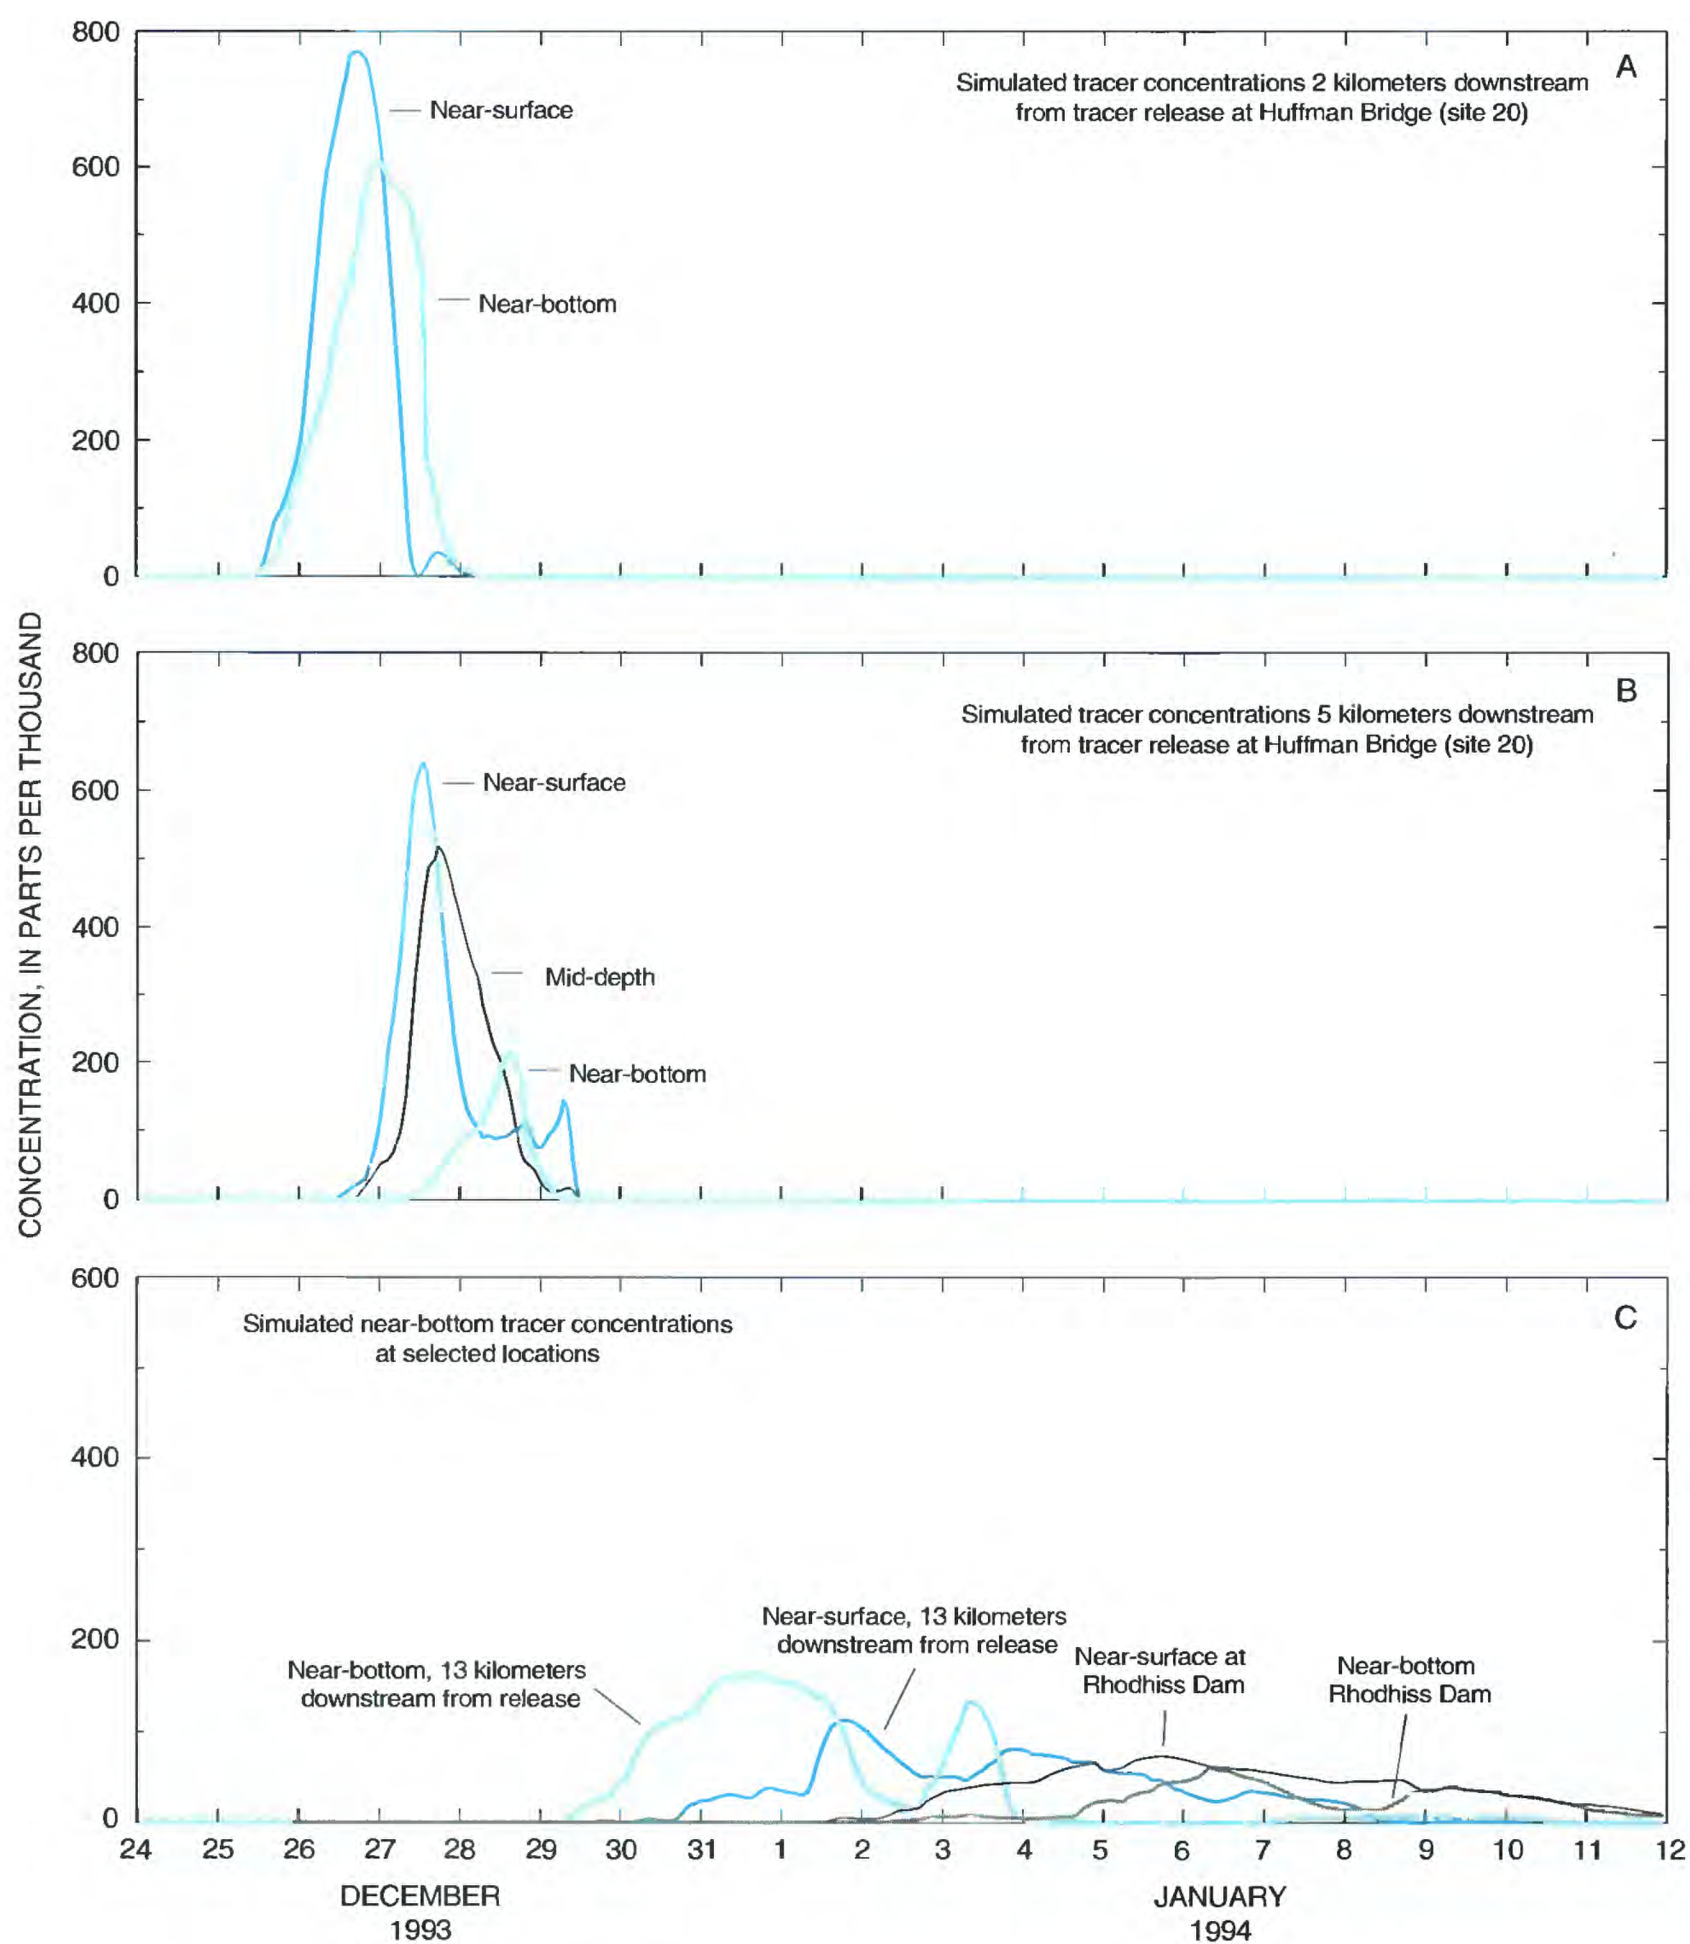 CONCENTRATION, IN PARTS PER THOUSAND
800
600
400
200
0
A
Simulated tracer concentrations 2 kilometers downstream
from tracer release at Huffman Bridge (site 20)
Near-surface
Near-bottom
800
600
400
200
0
B
Simulated tracer concentrations 5 kilometers downstream
from tracer release at Huffman Bridge (site 20)
Near-surface
Mid-depth
Near-bottom
600
400
200
0
C
Simulated near-bottom tracer concentrations
at selected locations
Near-bottom, 13 kilometers
downstream from release
Near-surface, 13 kilometers
downstream from release
Near-surface at
Rhodhiss Dam
Near-bottom
Rhodhiss Dam
24 25 26 27 28 29 30 31 1 2 3 4 5 6 7 8 9 10 11 12
DECEMBER
1993
JANUARY
1994